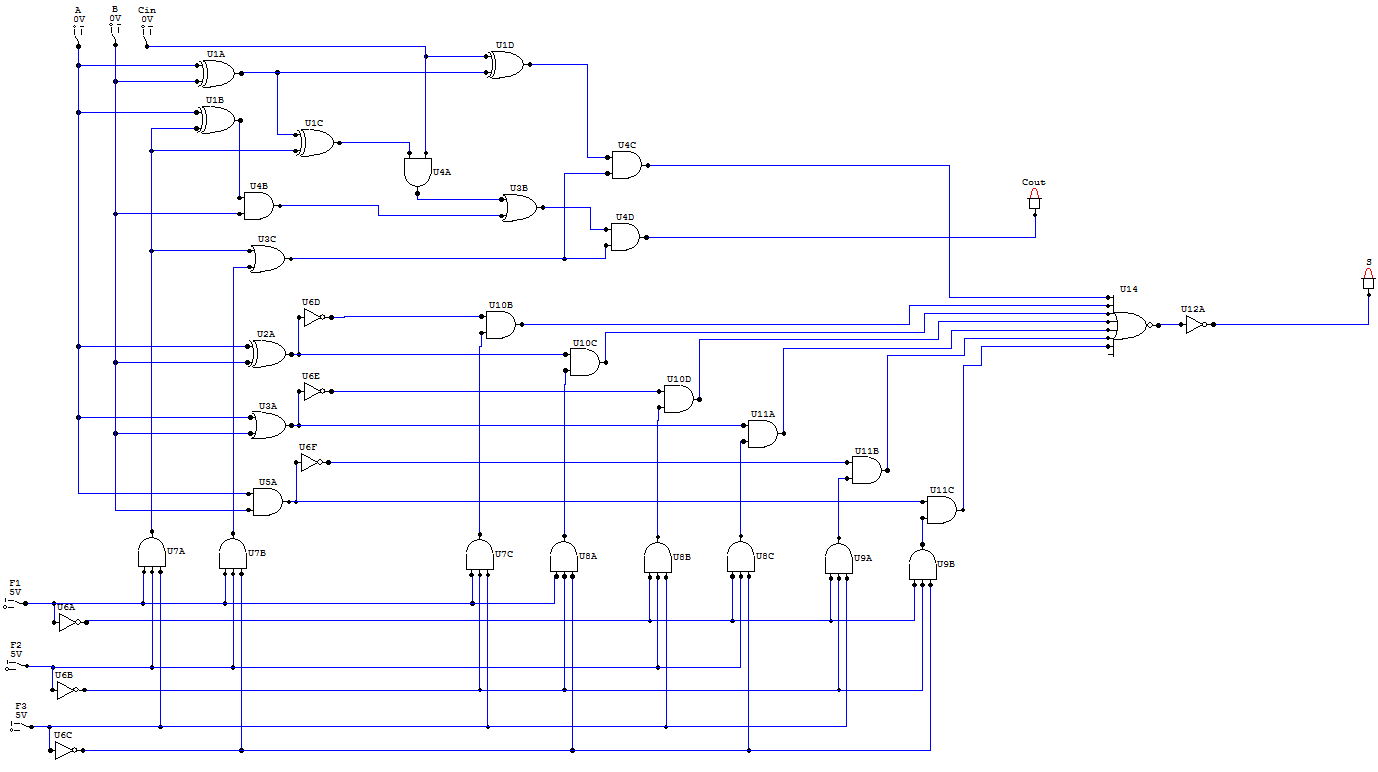 A B Cin
0V 0V 0V
U1A
U1D
U1B
U1C
U4C
U4A
U4B
U3B
Cout
U4D
U3C
S
U14
U6D
U10B
U12A
U2A
U10C
U6E
U10D
U3A
U11A
U6F
U11B
U5A
U11C
U7A
U7B
U7C
U8A
U8B
U8C
U9A
U9B
F1
5V
U6A
F2
5V
U6B
F3
5V
U6C